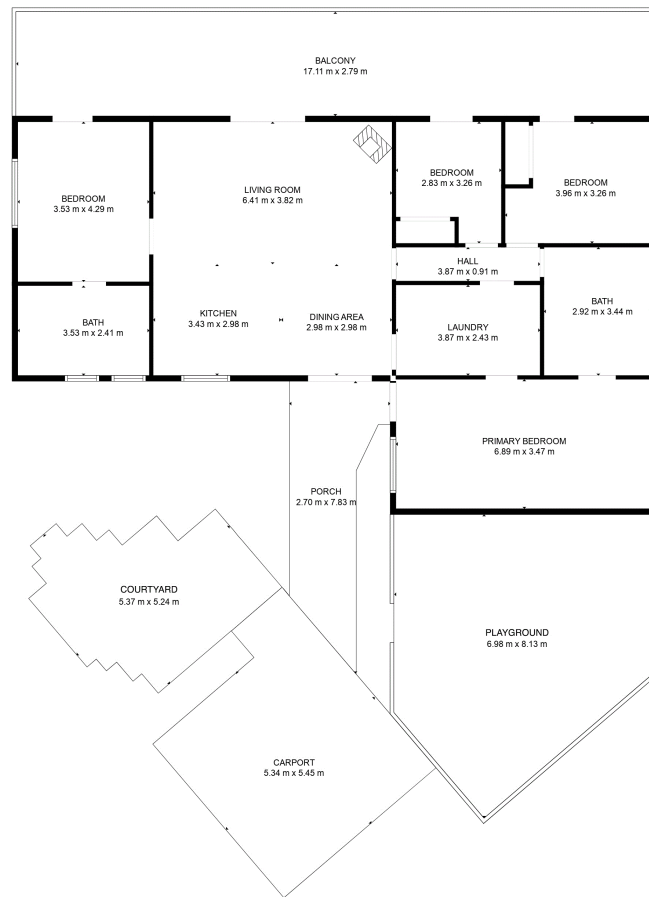 BALCONY
17.11 m x 2.79 m
BEDROOM
3.53 m x 4.29 m
LIVING ROOM
6.41 m x 3.82 m
BEDROOM
2.83 m x 3.26 m
BEDROOM
3.96 m x 3.26 m
HALL
3.87 m x 0.91 m
BATH
3.53 m x 2.41 m
KITCHEN
3.43 m x 2.98 m
DINING AREA
2.98 m x 2.98 m
LAUNDRY
3.87 m x 2.43 m
BATH
2.92 m x 3.44 m
PRIMARY BEDROOM
6.89 m x 3.47 m
PORCH
2.70 m x 7.83 m
COURTYARD
5.37 m x 5.24 m
PLAYGROUND
6.98 m x 8.13 m
CARPORT
5.34 m x 5.45 m